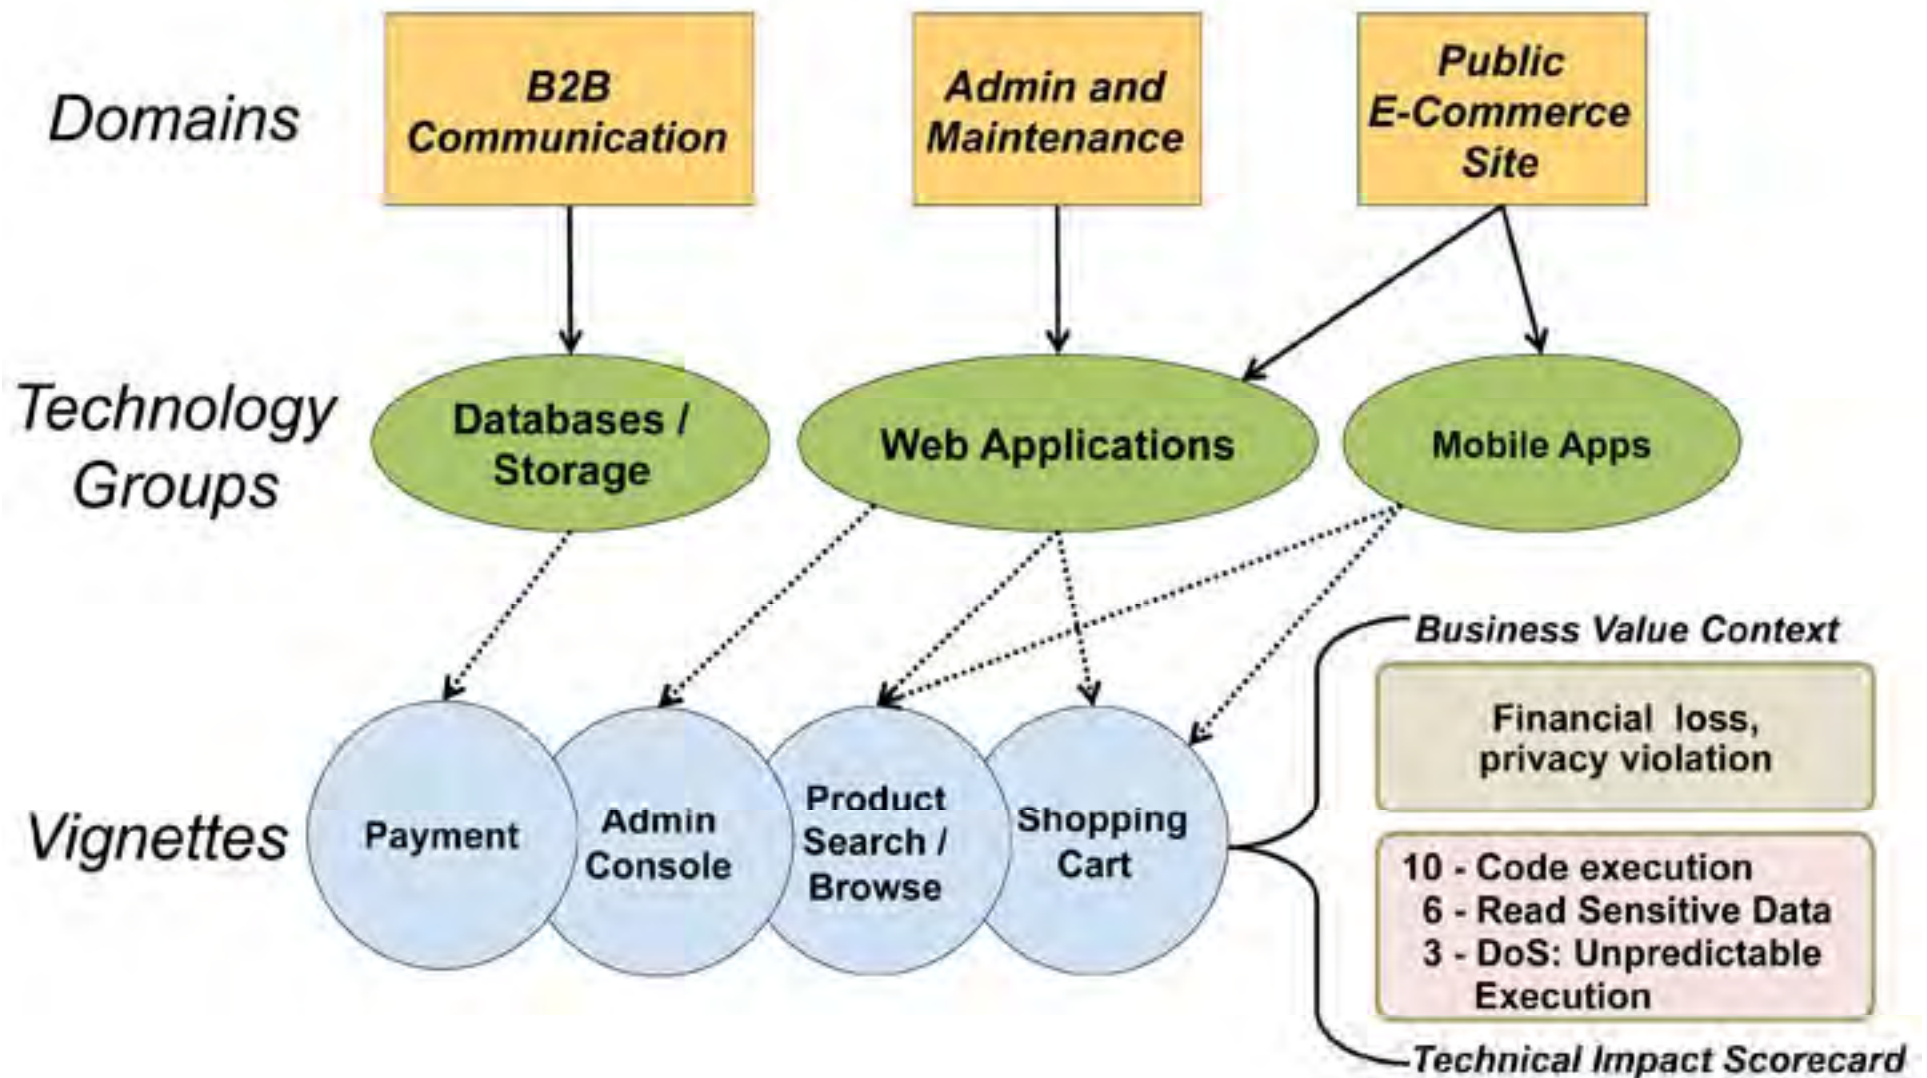 Domains
B2B
Communication
Admin and
Maintenance
Public
E-Commerce
Site
Technology
Groups
Databases /
Storage
Web Applications
Mobile Apps
Vignettes
Payment
Admin
Console
Product
Search /
Browse
Shopping
Cart
Business Value Context
Financial loss,
privacy violation
10 - Code execution
6 - Read Sensitive Data
3 - DoS: Unpredictable
Execution
Technical Impact Scorecard